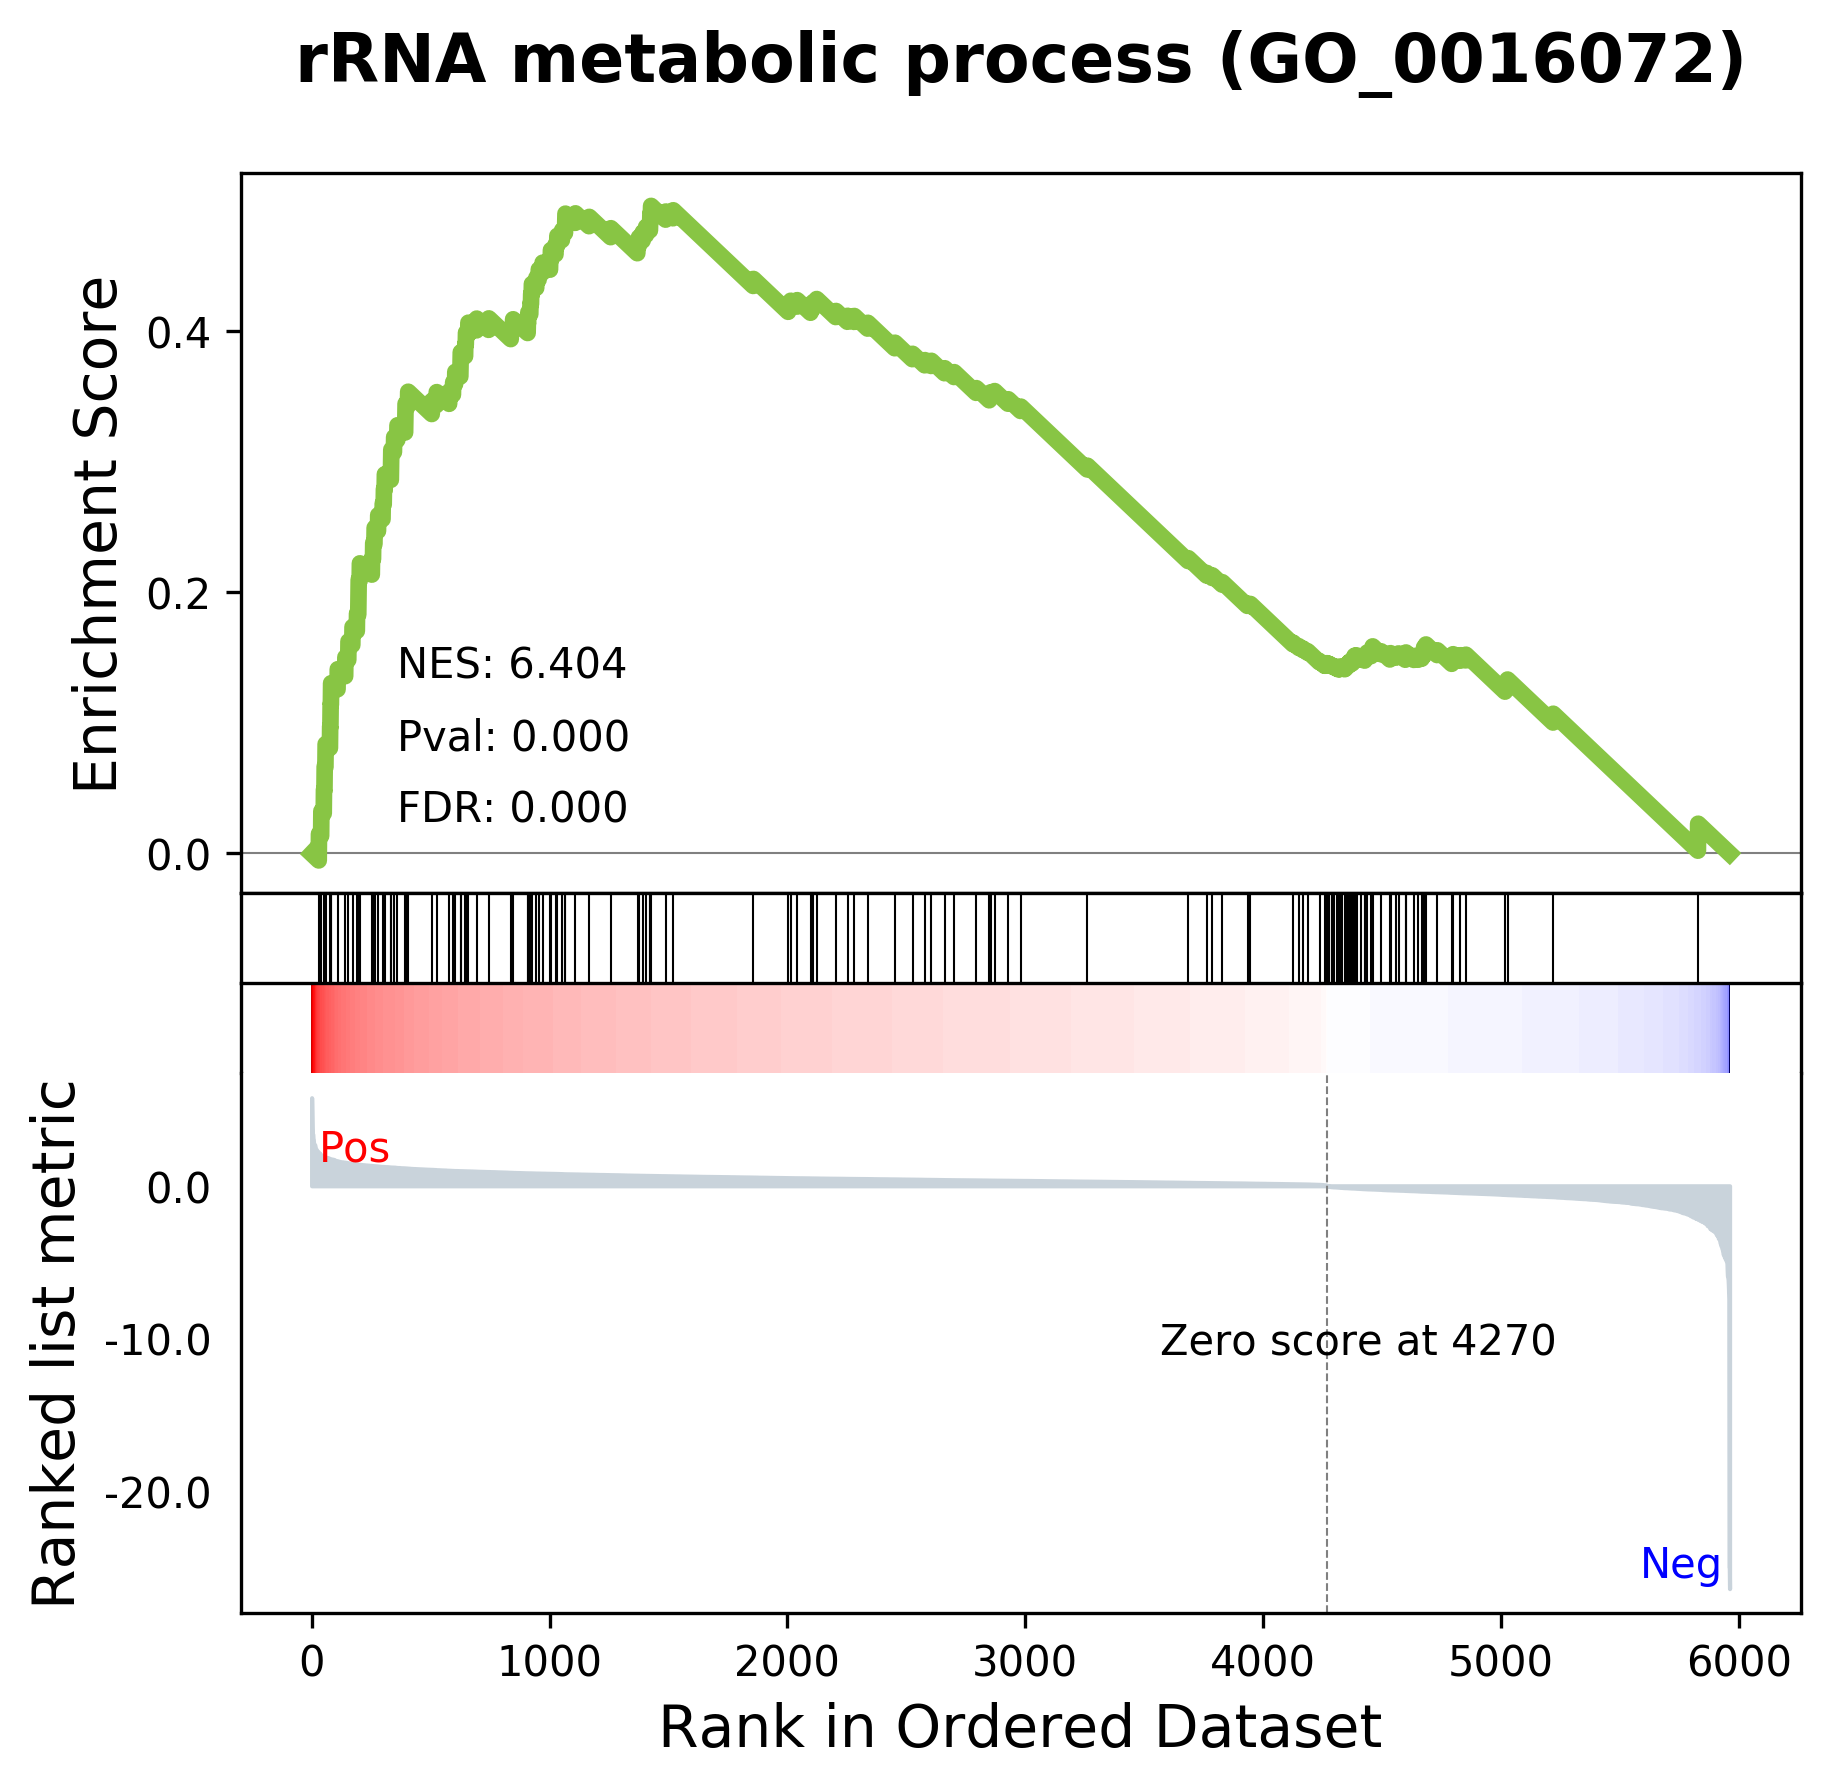 rRNA metabolic process (GO_0016072)
Enrichment Score
0.4
0.2
0.0
NES: 6.404
Pval: 0.000
FDR: 0.000
Ranked list metric
Pos
0.0
-10.0
-20.0
Zero score at 4270
Neg
0 1000 2000 3000 4000 5000 6000
Rank in Ordered Dataset